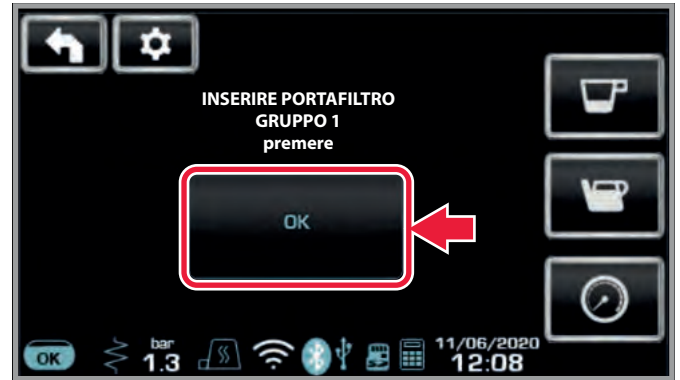 INSERIRE PORTAFILTRO
GRUPPO 1
premere
OK
OK
bar
1.3
11/06/2020
12:08